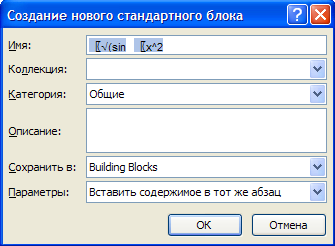 Создание нового стандартного блока
Имя: 〖√(sin 〖x^2
Коллекция:
Категория: Общие
Описание:
Сохранить в: Building Blocks
Параметры: Вставить содержимое в тот же абзац
ОК Отмена